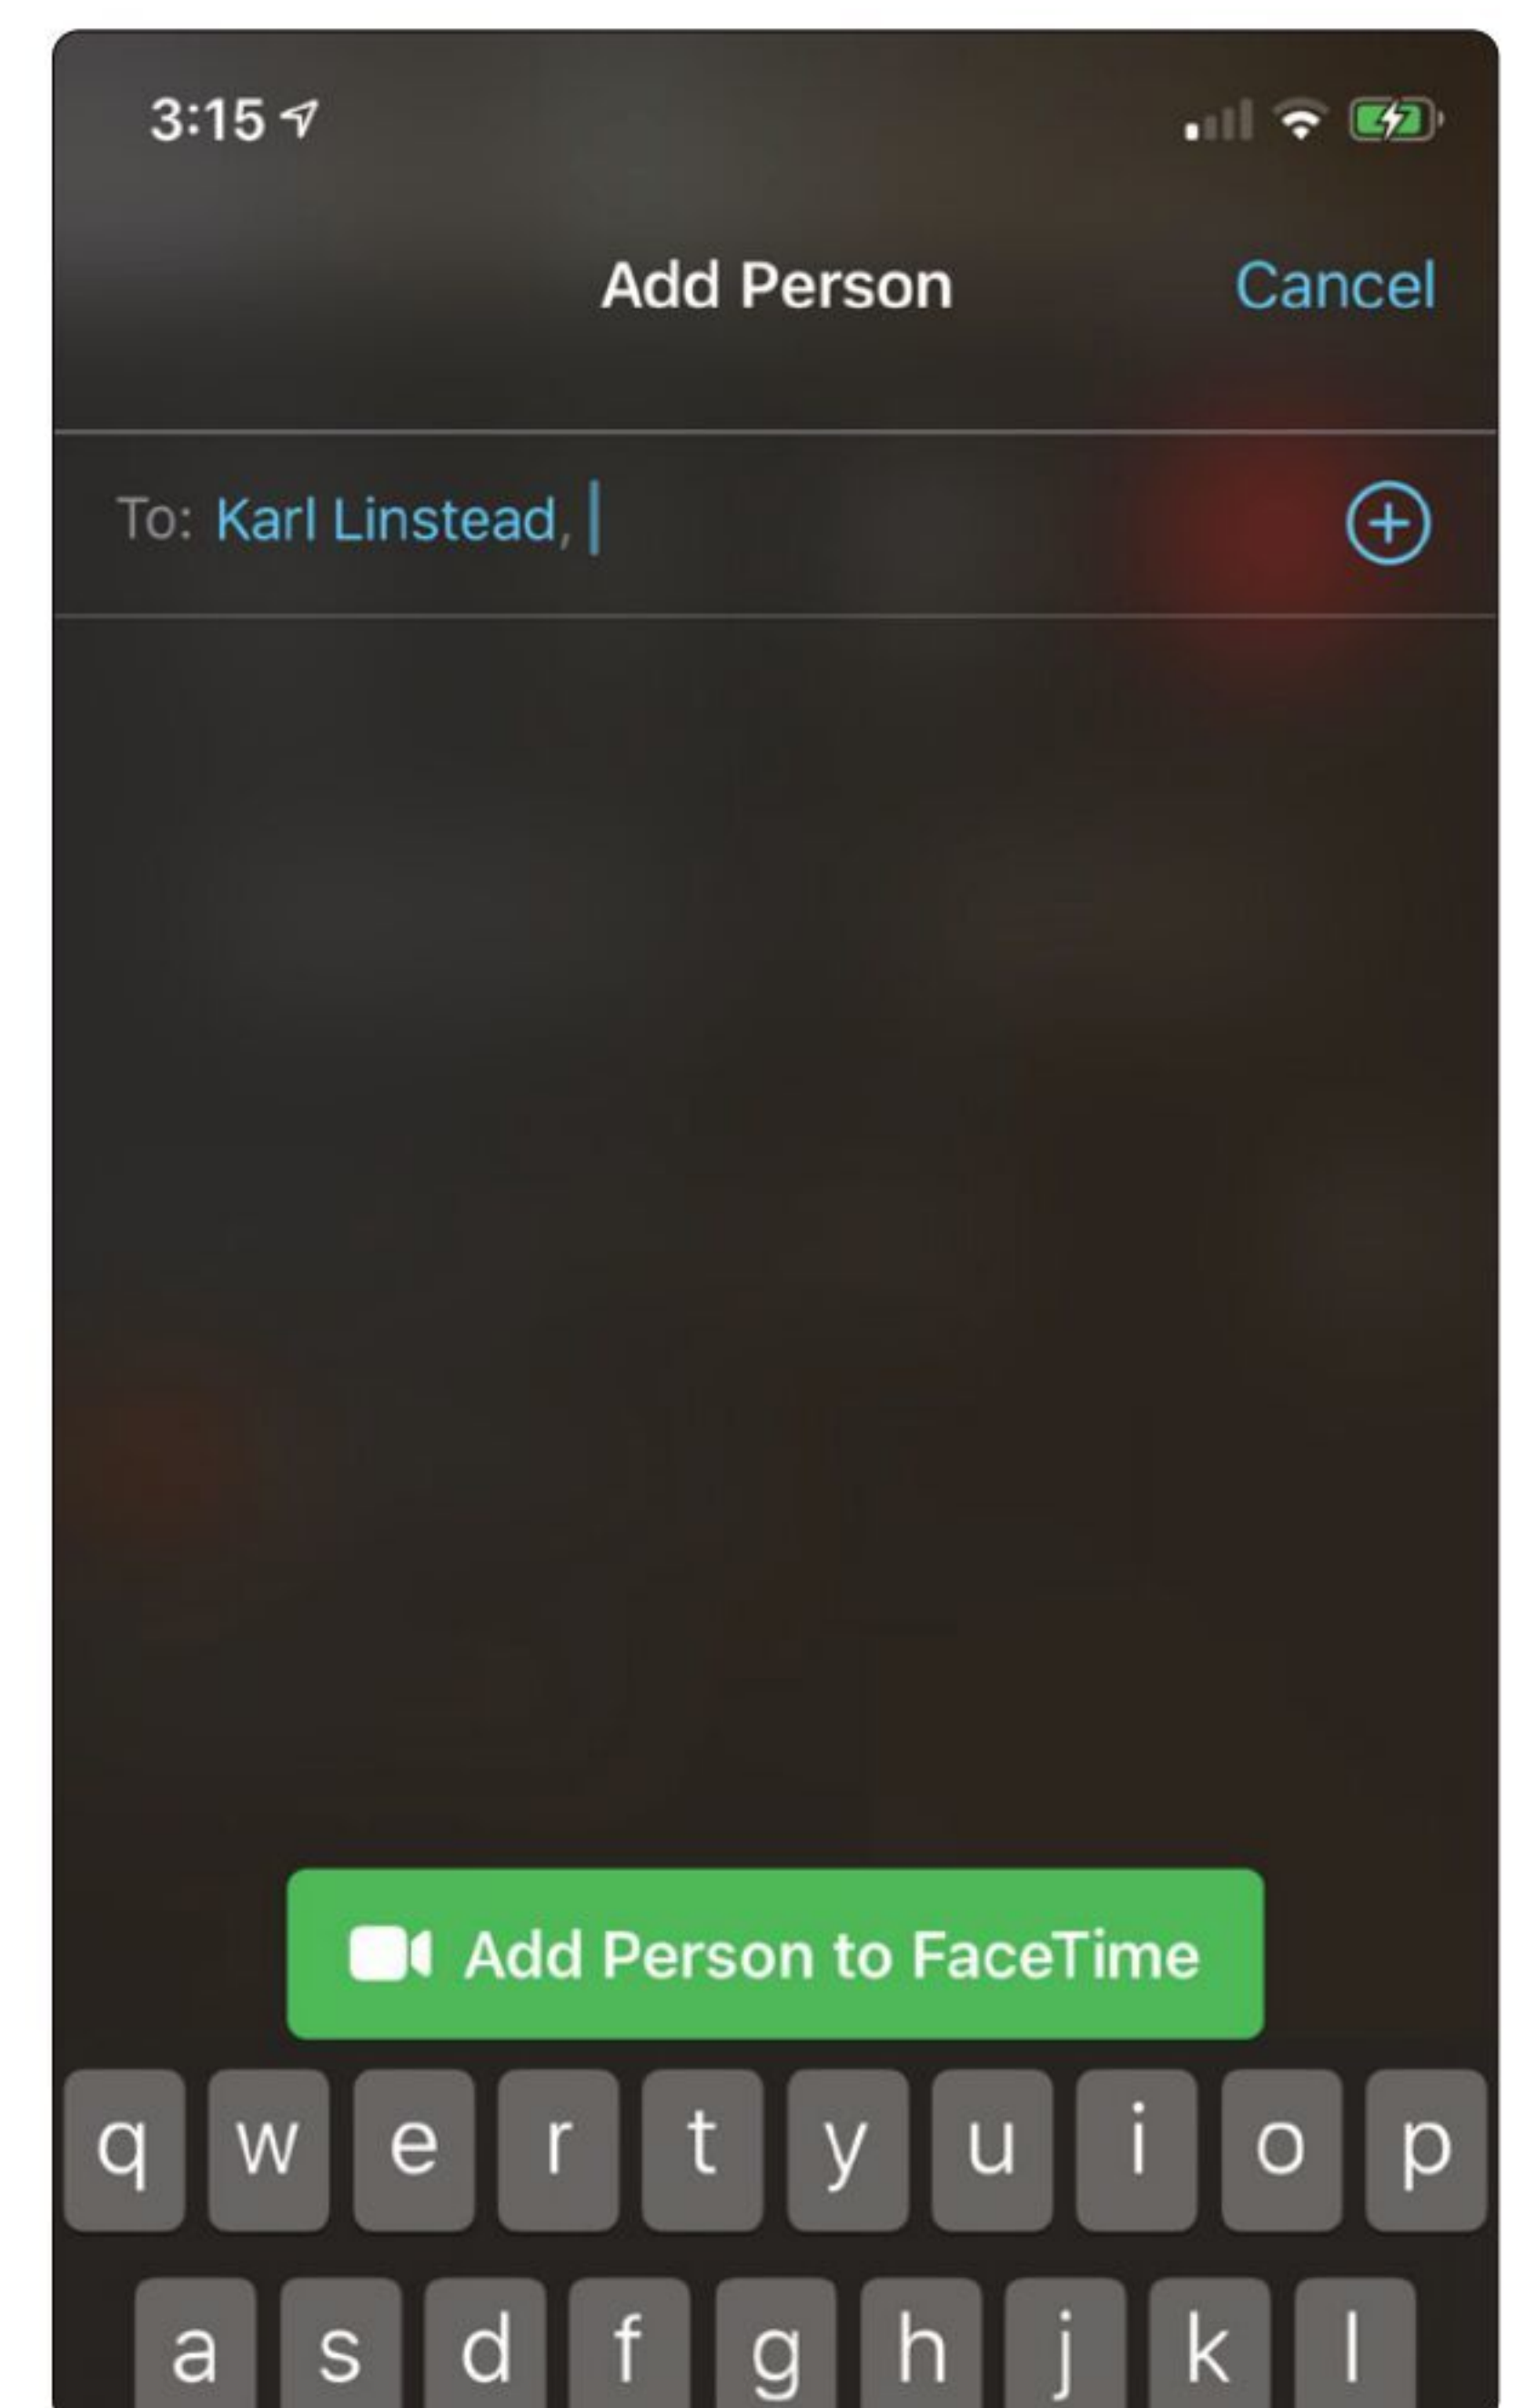 3:15
Add Person Cancel
To: Karl Linstead,
Add Person to FaceTime
q w e r t y u i o p
a s d f g h j k l